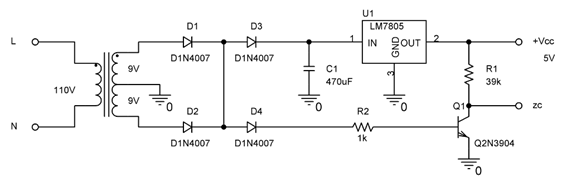 U1
D1
D3
LM7805
L
1
IN
OUT
2
+Vcc
GND
D1N4007
D1N4007
5V
9V
C1
3
R1
110V
0
470uF
39k
9V
0
0
Q1
zc
D2
D4
R2
N
D1N4007
D1N4007
1k
Q2N3904
0